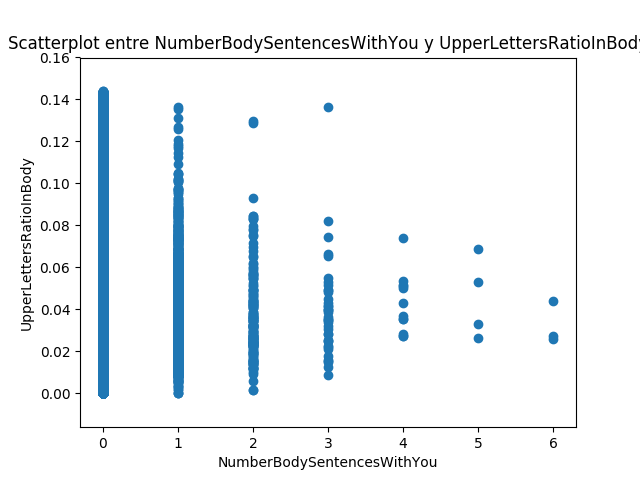 Scatterplot entre NumberBodySentencesWithYou y UpperLettersRatioInBody
0.16
0.14
0.12
0.10
0.08
0.06
0.04
0.02
0.00
UpperLettersRatioInBody
0 1 2 3 4 5 6
NumberBodySentencesWithYou